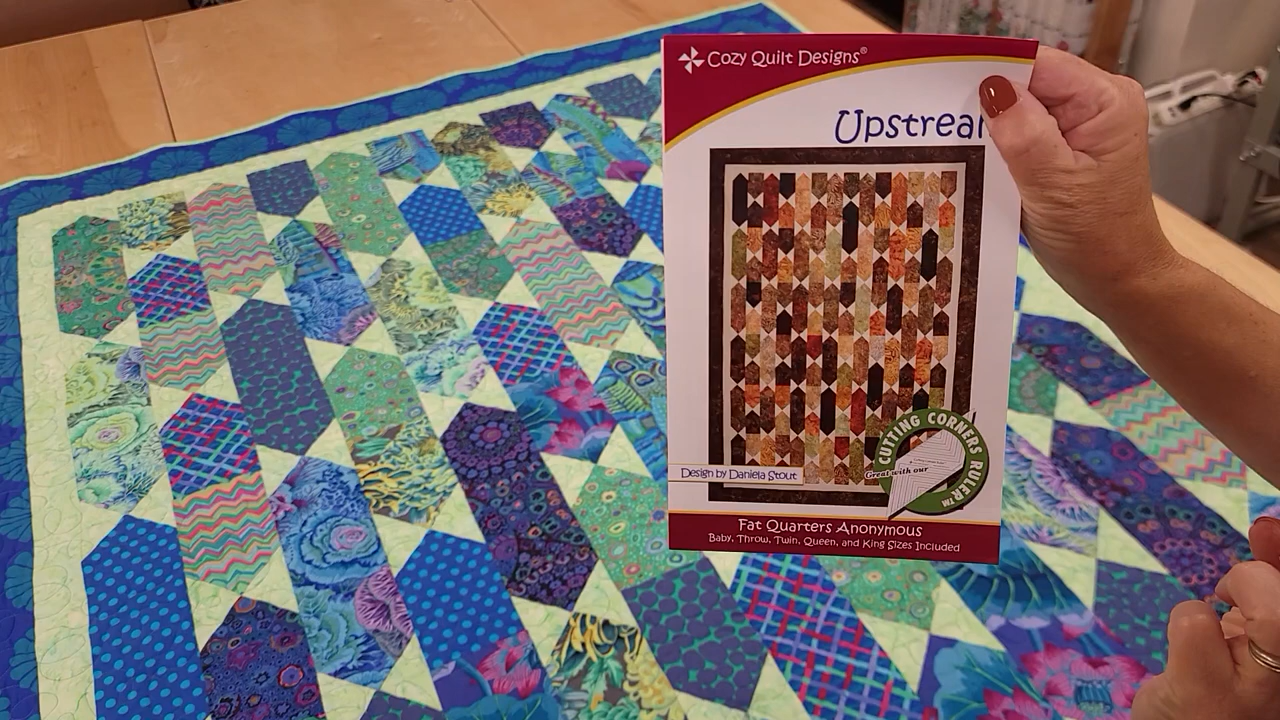 Cozy Quilt Designs®
Upstrea
Design by Daniela Stout
CUTTING CORNERS RULER™
Great with our
Fat Quarters Anonymous
Baby, Throw, Twin, Queen, and King Sizes Included